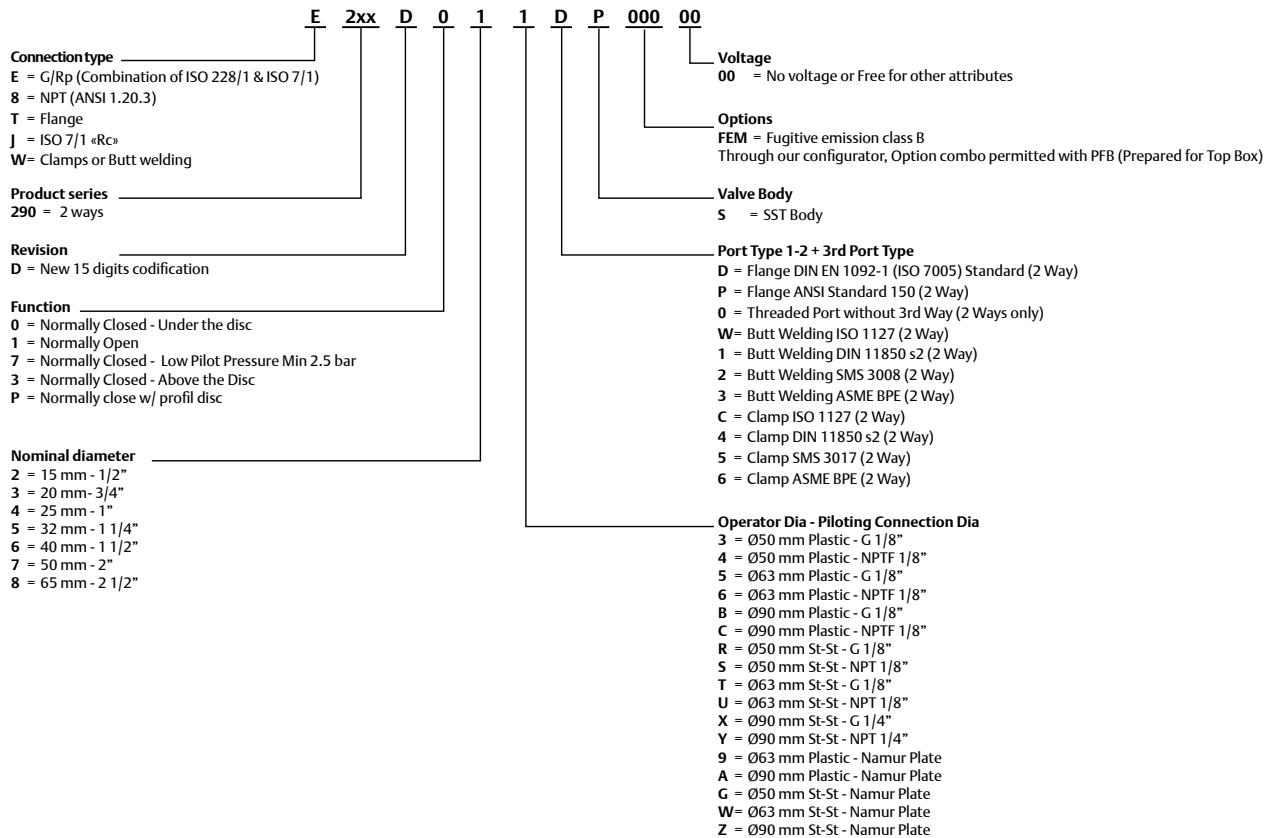 E 2xx D 0 1 1 D P 000 00
Connection type
E = G/Rp (Combination of ISO 228/1 & ISO 7/1)
8 = NPT (ANSI 1.20.3)
T = Flange
J = ISO 7/1 «Rc»
W= Clamps or Butt welding
Product series
290 = 2 ways
Revision
D = New 15 digits codification
Function
0 = Normally Closed - Under the disc
1 = Normally Open
7 = Normally Closed - Low Pilot Pressure Min 2.5 bar
3 = Normally Closed - Above the Disc
P = Normally close w/ profil disc
Nominal diameter
2 = 15 mm - 1/2”
3 = 20 mm- 3/4”
4 = 25 mm - 1”
5 = 32 mm - 1 1/4”
6 = 40 mm - 1 1/2”
7 = 50 mm - 2”
8 = 65 mm - 2 1/2”
Voltage
00 = No voltage or Free for other attributes
Options
FEM = Fugitive emission class B
Through our configurator, Option combo permitted with PFB (Prepared for Top Box)
Valve Body
S = SST Body
Port Type 1-2 + 3rd Port Type
D = Flange DIN EN 1092-1 (ISO 7005) Standard (2 Way)
P = Flange ANSI Standard 150 (2 Way)
0 = Threaded Port without 3rd Way (2 Ways only)
W= Butt Welding ISO 1127 (2 Way)
1 = Butt Welding DIN 11850 s2 (2 Way)
2 = Butt Welding SMS 3008 (2 Way)
3 = Butt Welding ASME BPE (2 Way)
C = Clamp ISO 1127 (2 Way)
4 = Clamp DIN 11850 s2 (2 Way)
5 = Clamp SMS 3017 (2 Way)
6 = Clamp ASME BPE (2 Way)
Operator Dia - Piloting Connection Dia
3 = Ø50 mm Plastic - G 1/8”
4 = Ø50 mm Plastic - NPTF 1/8”
5 = Ø63 mm Plastic - G 1/8”
6 = Ø63 mm Plastic - NPTF 1/8”
B = Ø90 mm Plastic - G 1/8”
C = Ø90 mm Plastic - NPTF 1/8”
R = Ø50 mm St-St - G 1/8”
S = Ø50 mm St-St - NPT 1/8”
T = Ø63 mm St-St - G 1/8”
U = Ø63 mm St-St - NPT 1/8”
X = Ø90 mm St-St - G 1/4”
Y = Ø90 mm St-St - NPT 1/4”
9 = Ø63 mm Plastic - Namur Plate
A = Ø90 mm Plastic - Namur Plate
G = Ø50 mm St-St - Namur Plate
W= Ø63 mm St-St - Namur Plate
Z = Ø90 mm St-St - Namur Plate